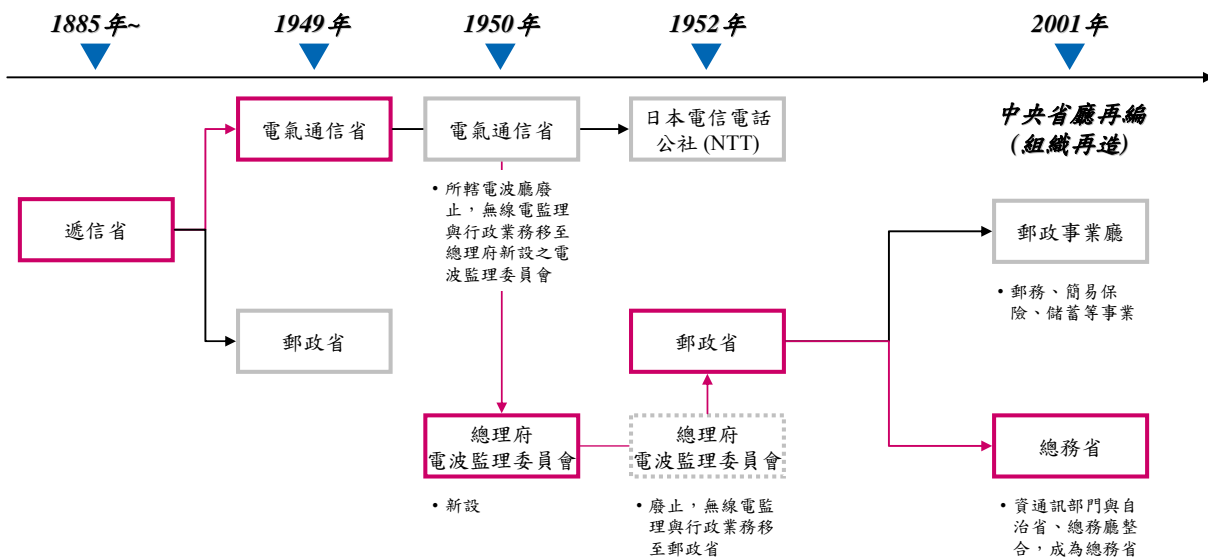 1885年~
1949年
1950年
1952年
2001年
電氣通信省
電氣通信省
日本電信電話
公社 (NTT)
中央省廳再編
(組織再造)
• 所轄電波廳廢
止，無線電監理
與行政業務移至
總理府新設之電
波監理委員會
遞信省
郵政事業廳
• 郵務、簡易保
險、儲蓄等事業
郵政省
郵政省
總理府
電波監理委員會
• 新設
總理府
電波監理委員會
• 廢止，無線電監
理與行政業務移
至郵政省
總務省
• 資通訊部門與自
治省、總務廳整
合，成為總務省